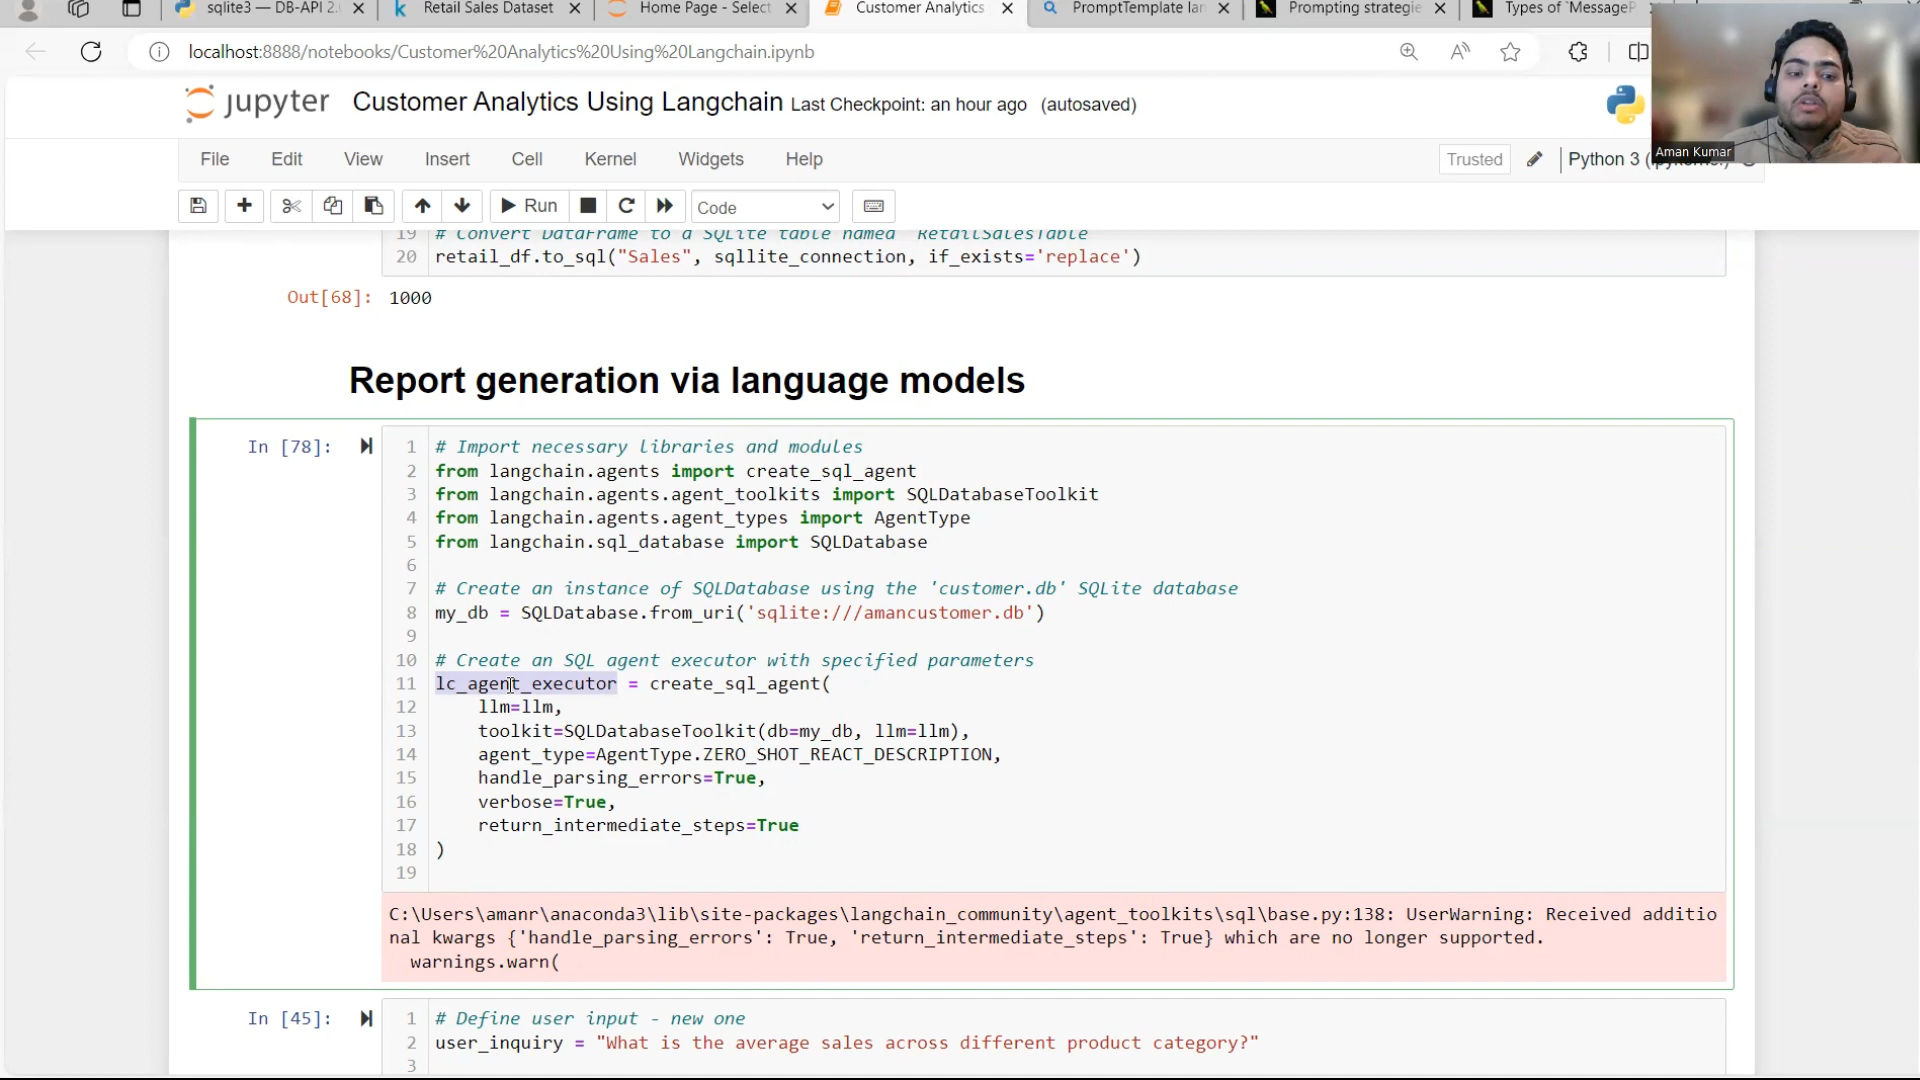 sqlite3 — DB-API 2.
Retail Sales Dataset
Home Page - Select
Customer Analytics
PromptTemplate lan
Prompting strategie
Types of `MessageP
localhost:8888/notebooks/Customer%20Analytics%20Using%20Langchain.ipynb
jupyter Customer Analytics Using Langchain Last Checkpoint: an hour ago (autosaved)
Aman Kumar
File Edit View Insert Cell Kernel Widgets Help
Trusted
Python 3
Run
Code
19 # Convert DataFrame to a SQLite table named 'RetailSalesTable'
20 retail_df.to_sql("Sales", sqllite_connection, if_exists='replace')
Out[68]: 1000
Report generation via language models
In [78]:
1 # Import necessary libraries and modules
2 from langchain.agents import create_sql_agent
3 from langchain.agents.agent_toolkits import SQLDatabaseToolkit
4 from langchain.agents.agent_types import AgentType
5 from langchain.sql_database import SQLDatabase
6
7 # Create an instance of SQLDatabase using the 'customer.db' SQLite database
8 my_db = SQLDatabase.from_uri('sqlite:///amancustomer.db')
9
10 # Create an SQL agent executor with specified parameters
11 lc_agent_executor = create_sql_agent(
12 llm=llm,
13 toolkit=SQLDatabaseToolkit(db=my_db, llm=llm),
14 agent_type=AgentType.ZERO_SHOT_REACT_DESCRIPTION,
15 handle_parsing_errors=True,
16 verbose=True,
17 return_intermediate_steps=True
18 )
19
C:\Users\amanr\anaconda3\lib\site-packages\langchain_community\agent_toolkits\sql\base.py:138: UserWarning: Received additio
nal kwargs {'handle_parsing_errors': True, 'return_intermediate_steps': True} which are no longer supported.
warnings.warn(
In [45]:
1 # Define user input - new one
2 user_inquiry = "What is the average sales across different product category?"
3